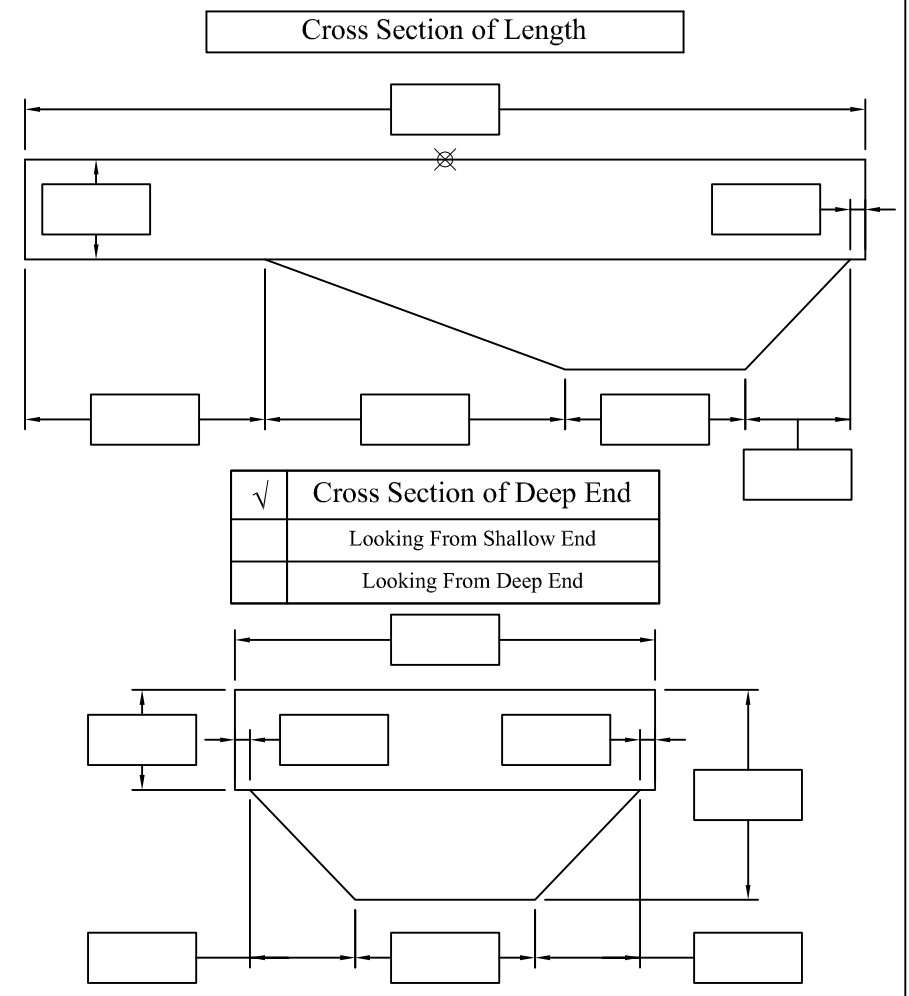 Cross Section of Length
√ Cross Section of Deep End
Looking From Shallow End
Looking From Deep End